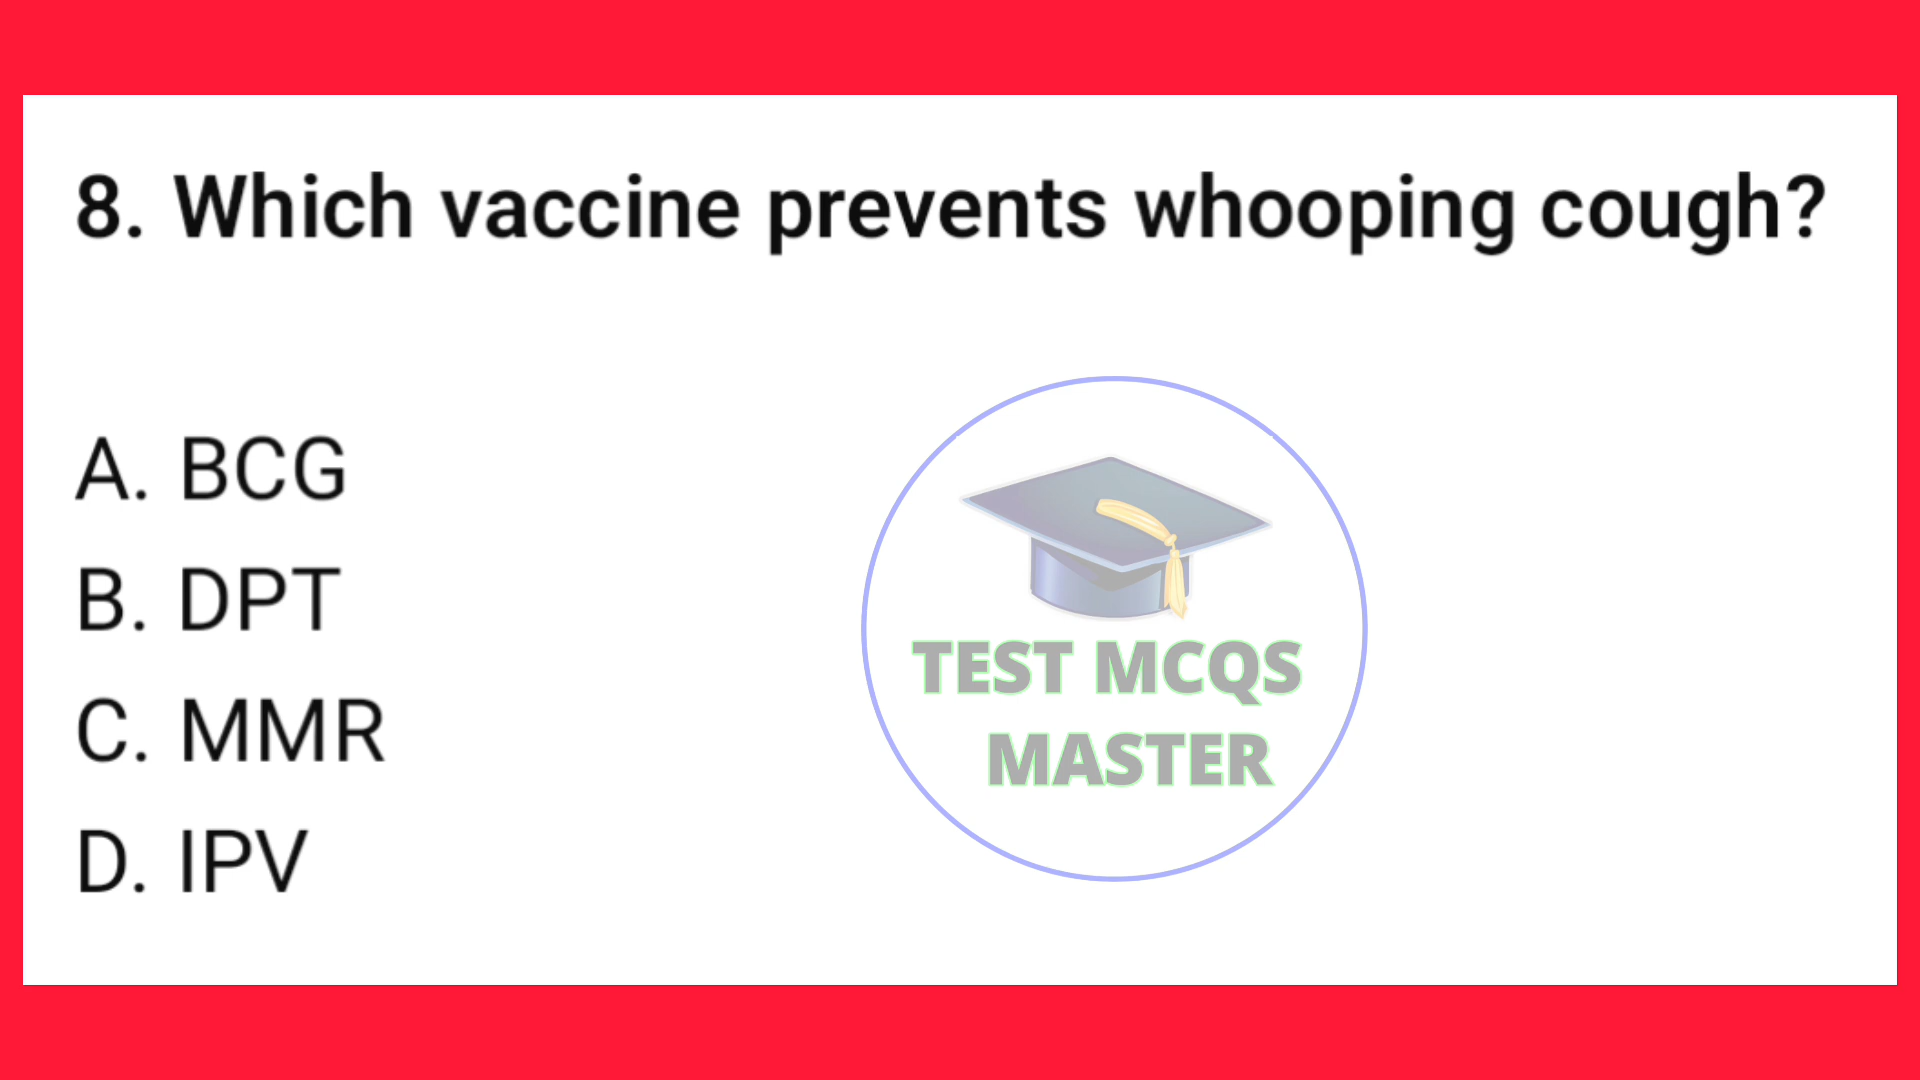 8. Which vaccine prevents whooping cough?
A. BCG
B. DPT
C. MMR
D. IPV
TEST MCQS
MASTER